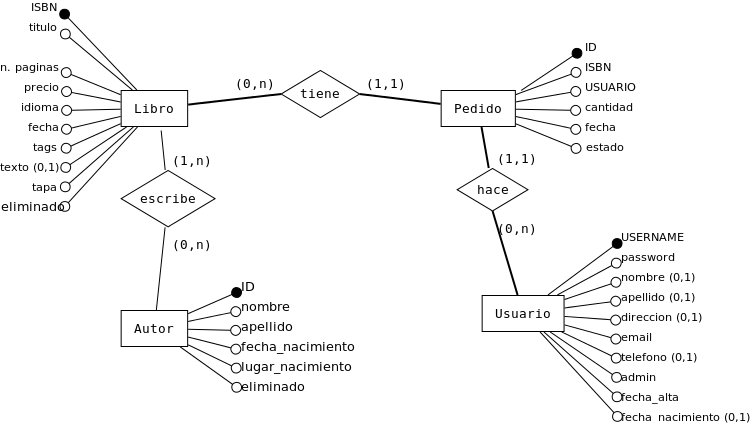 ISBN
titulo
n. paginas
precio
idioma
fecha
tags
texto (0,1)
tapa
eliminado
Libro
(0,n)
tiene
(1,1)
Pedido
ID
ISBN
USUARIO
cantidad
fecha
estado
(1,n)
escribe
(0,n)
(1,1)
hace
(0,n)
Autor
ID
nombre
apellido
fecha_nacimiento
lugar_nacimiento
eliminado
Usuario
USERNAME
password
nombre (0,1)
apellido (0,1)
direccion (0,1)
email
telefono (0,1)
admin
fecha_alta
fecha_nacimiento (0,1)